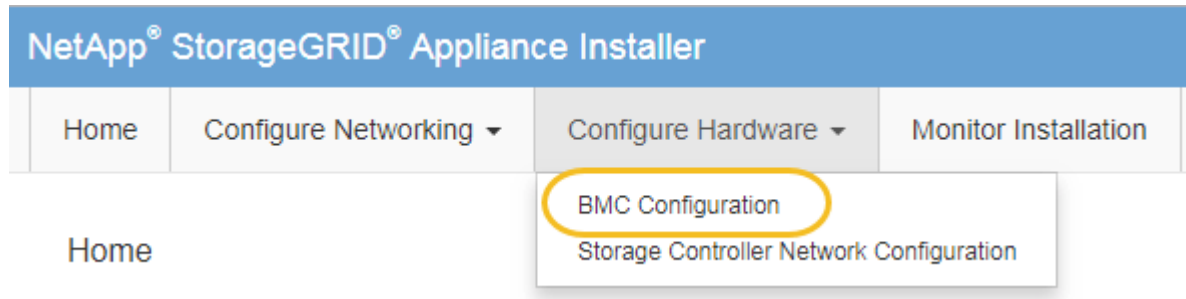 NetApp® StorageGRID® Appliance Installer
Home Configure Networking Configure Hardware Monitor Installation
BMC Configuration
Home
Storage Controller Network Configuration